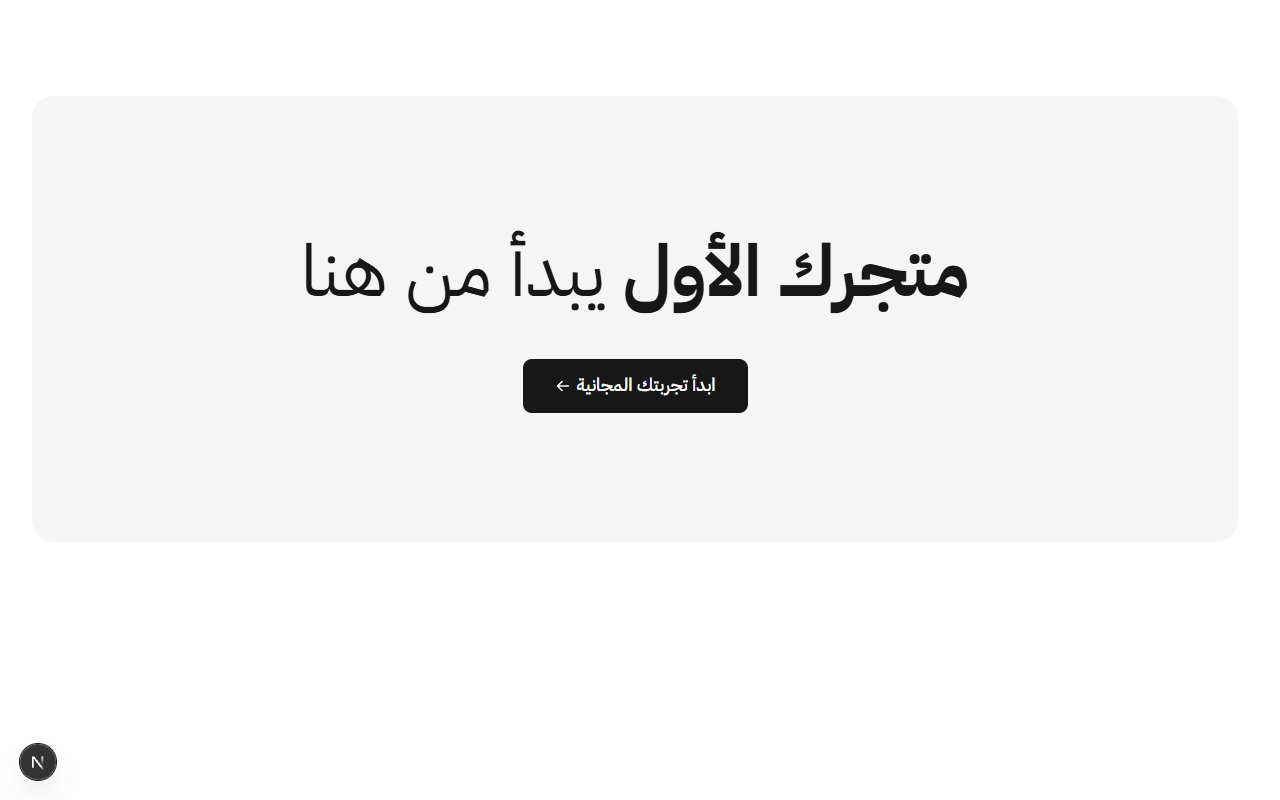 متجرك الأول يبدأ من هنا
ابدأ تجربتك المجانية ←
N